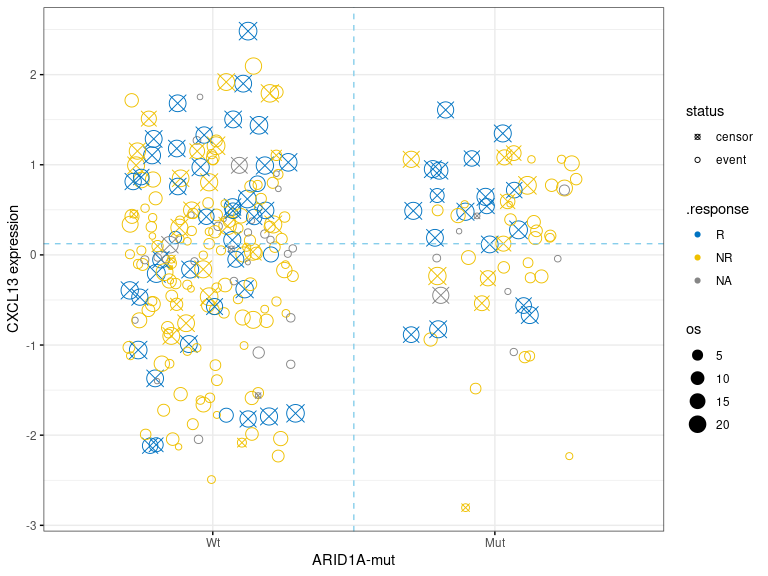 2
1
0
-1
-2
-3
CXCL13 expression
Wt
Mut
ARID1A-mut
status
censor
event
.response
R
NR
NA
os
5
10
15
20